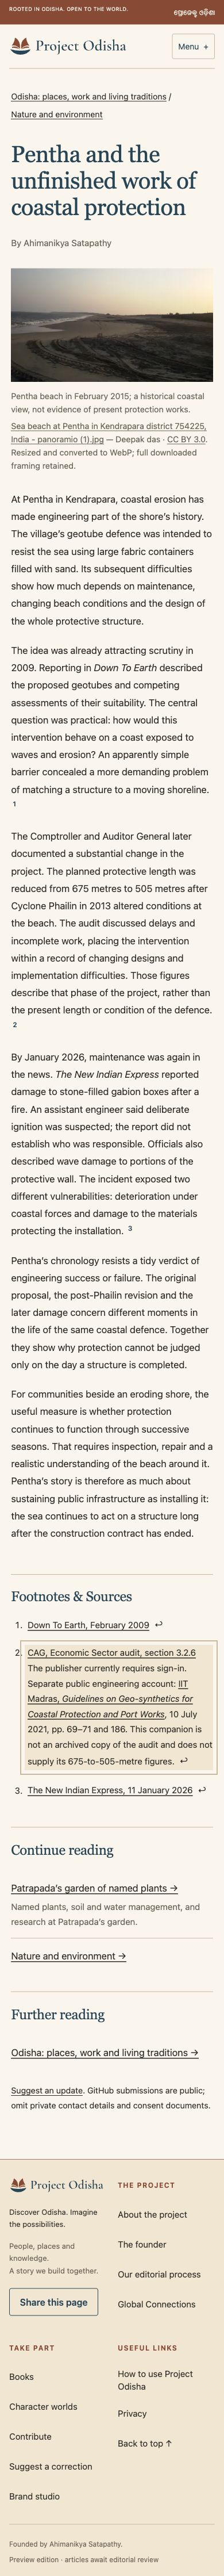 ROOTED IN ODISHA. OPEN TO THE WORLD.
ପ୍ରୋଜେକ୍ଟ ଓଡ଼ିଶା
Project Odisha
Menu +
Odisha: places, work and living traditions /
Nature and environment
Pentha and the
unfinished work of
coastal protection
By Ahimanikya Satapathy
Pentha beach in February 2015; a historical coastal
view, not evidence of present protection works.
Sea beach at Pentha in Kendrapara district 754225,
India - panoramio (1).jpg — Deepak das · CC BY 3.0.
Resized and converted to WebP; full downloaded
framing retained.
At Pentha in Kendrapara, coastal erosion has
made engineering part of the shore’s history.
The village’s geotube defence was intended to
resist the sea using large fabric containers
filled with sand. Its subsequent difficulties
show how much depends on maintenance,
changing beach conditions and the design of
the whole protective structure.
The idea was already attracting scrutiny in
2009. Reporting in Down To Earth described
the proposed geotubes and competing
assessments of their suitability. The central
question was practical: how would this
intervention behave on a coast exposed to
waves and erosion? An apparently simple
barrier concealed a more demanding problem
of matching a structure to a moving shoreline.
1
The Comptroller and Auditor General later
documented a substantial change in the
project. The planned protective length was
reduced from 675 metres to 505 metres after
Cyclone Phailin in 2013 altered conditions at
the beach. The audit discussed delays and
incomplete work, placing the intervention
within a record of changing designs and
implementation difficulties. Those figures
describe that phase of the project, rather than
the present length or condition of the defence.
2
By January 2026, maintenance was again in
the news. The New Indian Express reported
damage to stone-filled gabion boxes after a
fire. An assistant engineer said deliberate
ignition was suspected; the report did not
establish who was responsible. Officials also
described wave damage to portions of the
protective wall. The incident exposed two
different vulnerabilities: deterioration under
coastal forces and damage to the materials
protecting the installation. 3
Pentha’s chronology resists a tidy verdict of
engineering success or failure. The original
proposal, the post-Phailin revision and the
later damage concern different moments in
the life of the same coastal defence. Together
they show why protection cannot be judged
only on the day a structure is completed.
For communities beside an eroding shore, the
useful measure is whether protection
continues to function through successive
seasons. That requires inspection, repair and a
realistic understanding of the beach around it.
Pentha’s story is therefore as much about
sustaining public infrastructure as installing it:
the sea continues to act on a structure long
after the construction contract has ended.
Footnotes & Sources
1. Down To Earth, February 2009 ↩
2. CAG, Economic Sector audit, section 3.2.6
The publisher currently requires sign-in.
Separate public engineering account: IIT
Madras, Guidelines on Geo-synthetics for
Coastal Protection and Port Works, 10 July
2021, pp. 69–71 and 186. This companion is
not an archived copy of the audit and does not
supply its 675-to-505-metre figures. ↩
3. The New Indian Express, 11 January 2026 ↩
Continue reading
Patrapada’s garden of named plants →
Named plants, soil and water management, and
research at Patrapada’s garden.
Nature and environment →
Further reading
Odisha: places, work and living traditions →
Suggest an update. GitHub submissions are public;
omit private contact details and consent documents.
Project Odisha
Discover Odisha. Imagine
the possibilities.
People, places and
knowledge.
A story we build together.
Share this page
THE PROJECT
About the project
The founder
Our editorial process
Global Connections
TAKE PART
Books
Character worlds
Contribute
Suggest a correction
Brand studio
USEFUL LINKS
How to use Project
Odisha
Privacy
Back to top ↑
Founded by Ahimanikya Satapathy.
Preview edition · articles await editorial review